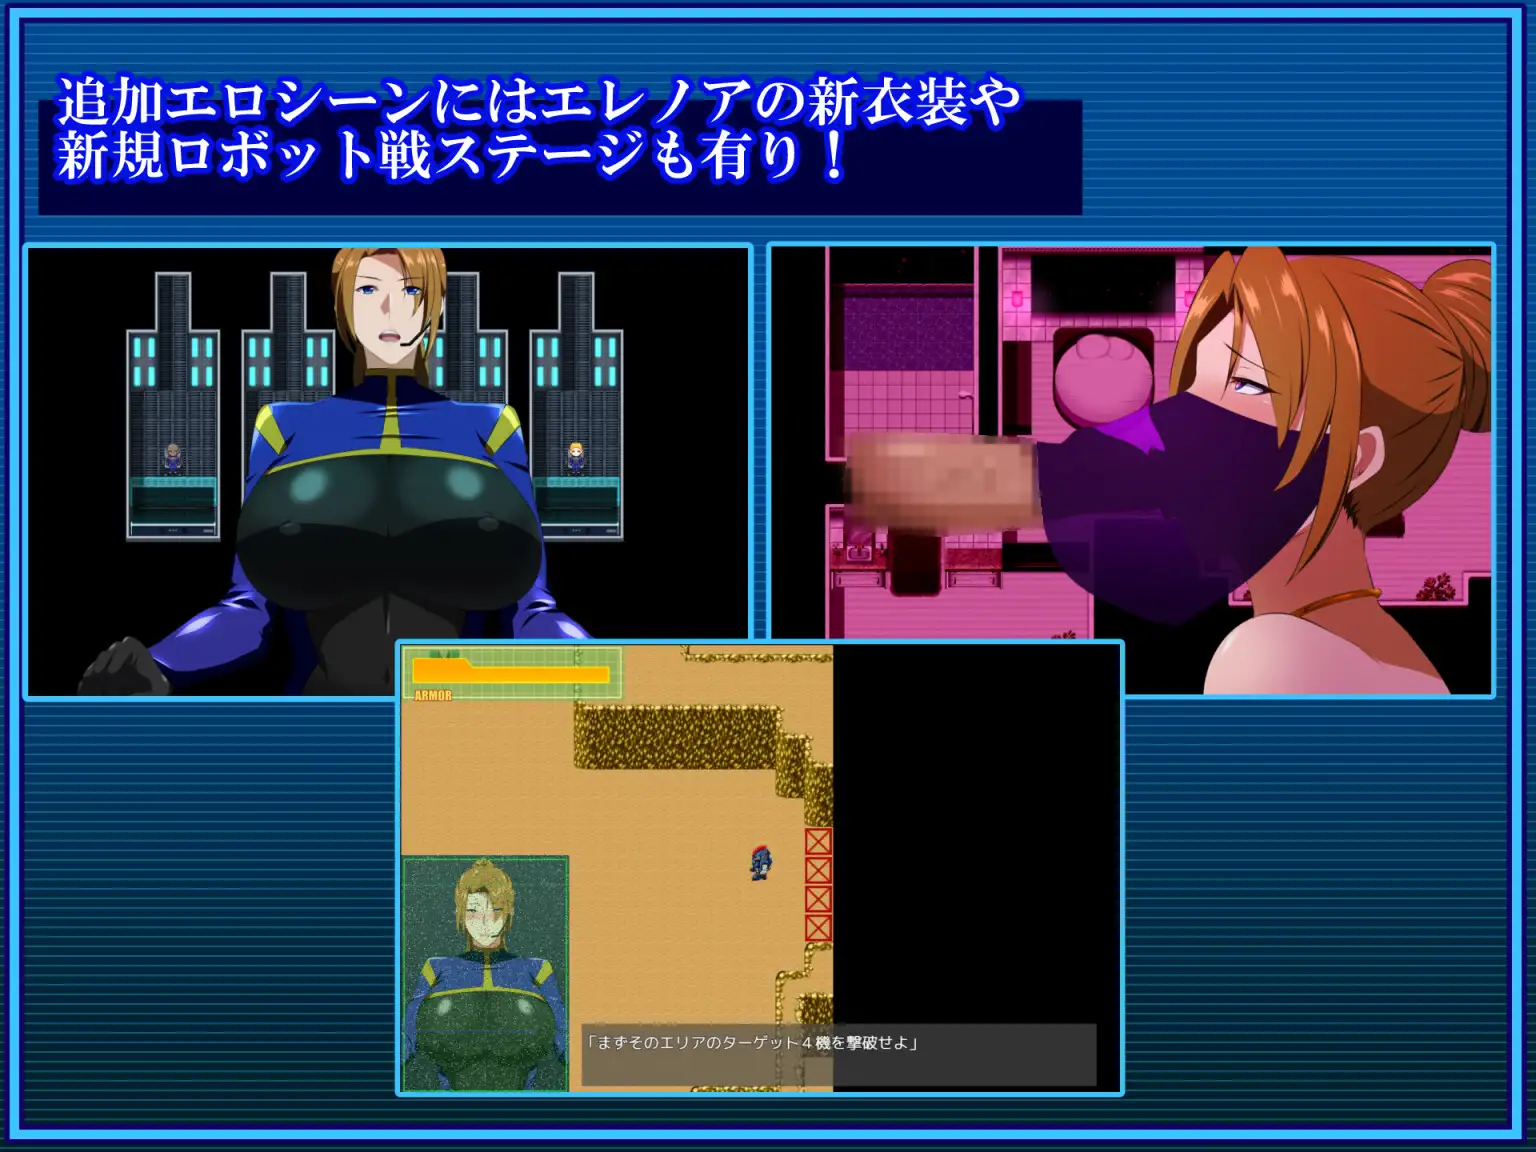 追加エロシーンにはエレノアの新衣装や
新規ロボット戦ステージも有り！
ARMOR
「まずそのエリアのターゲット４機を撃破せよ」